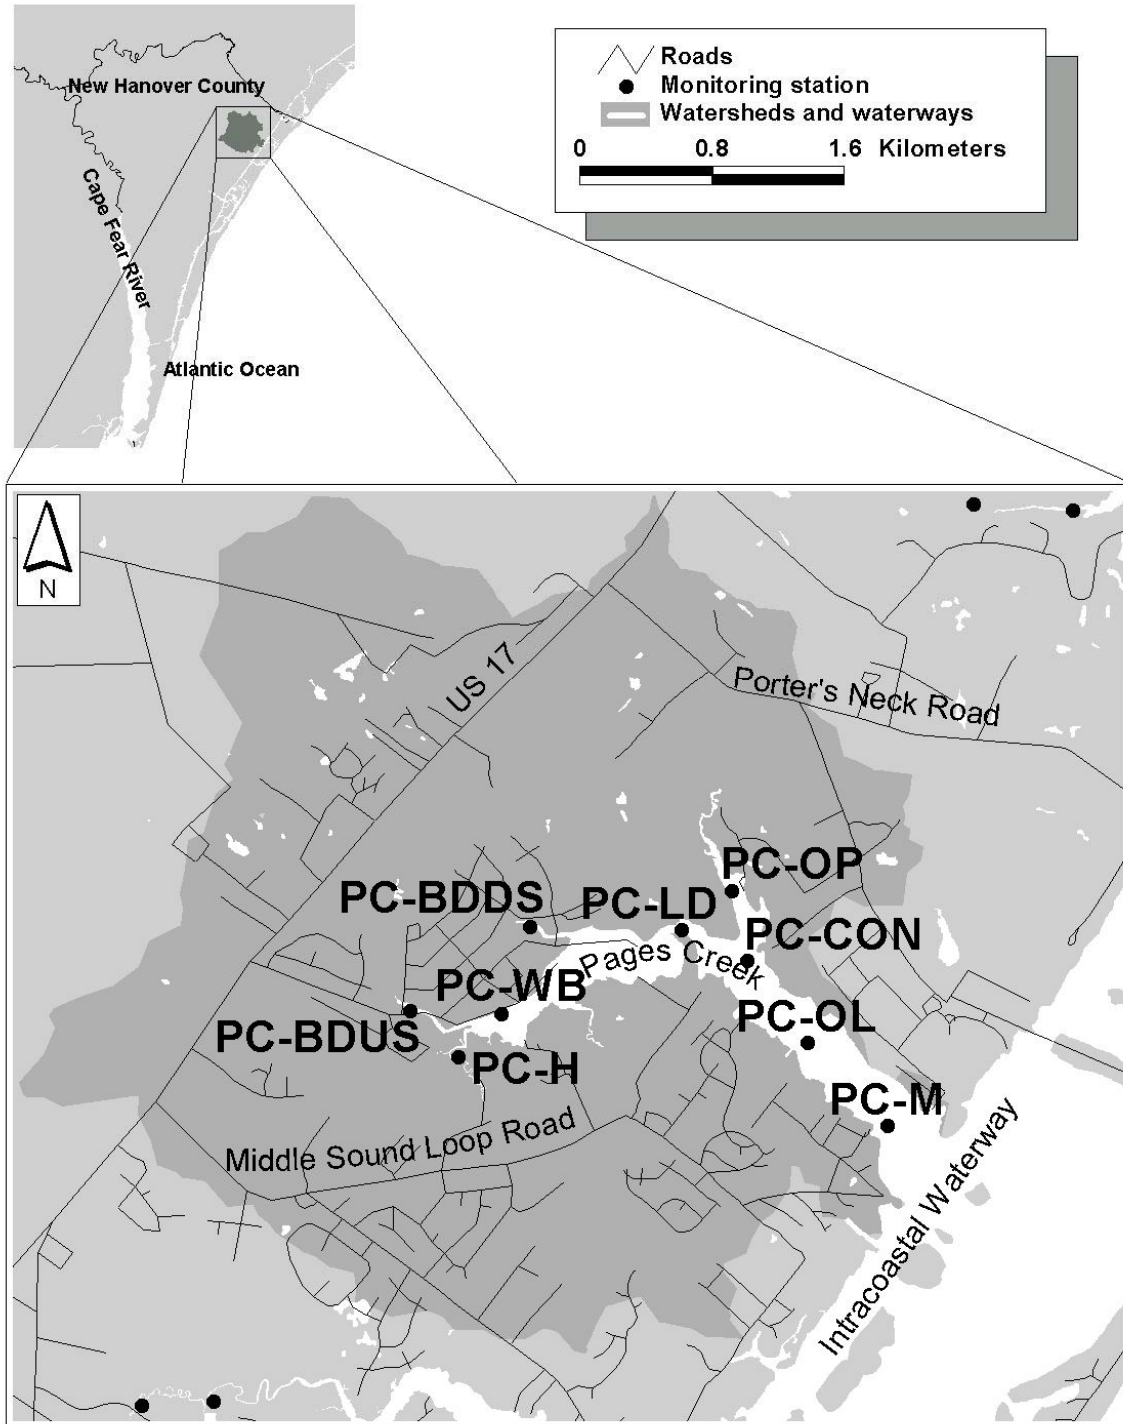 New Hanover County
Cape Fear River
Atlantic Ocean
Roads
Monitoring station
Watersheds and waterways
0 0.8 1.6 Kilometers
N
US 17
Porter's Neck Road
PC-OP
PC-BDDS
PC-LD
PC-CON
Pages Creek
PC-WB
PC-OL
PC-BDUS
PC-H
PC-M
Middle Sound Loop Road
Intracoastal Waterway